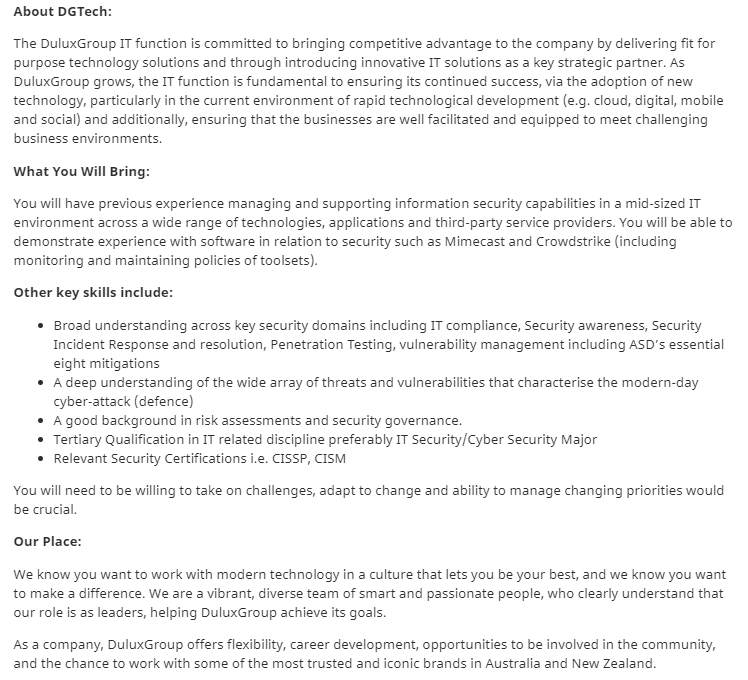 About DGTech:
The DuluxGroup IT function is committed to bringing competitive advantage to the company by delivering fit for
purpose technology solutions and through introducing innovative IT solutions as a key strategic partner. As
DuluxGroup grows, the IT function is fundamental to ensuring its continued success, via the adoption of new
technology, particularly in the current environment of rapid technological development (e.g. cloud, digital, mobile
and social) and additionally, ensuring that the businesses are well facilitated and equipped to meet challenging
business environments.
What You Will Bring:
You will have previous experience managing and supporting information security capabilities in a mid-sized IT
environment across a wide range of technologies, applications and third-party service providers. You will be able to
demonstrate experience with software in relation to security such as Mimecast and Crowdstrike (including
monitoring and maintaining policies of toolsets).
Other key skills include:
• Broad understanding across key security domains including IT compliance, Security awareness, Security
Incident Response and resolution, Penetration Testing, vulnerability management including ASD's essential
eight mitigations
• A deep understanding of the wide array of threats and vulnerabilities that characterise the modern-day
cyber-attack (defence)
• A good background in risk assessments and security governance.
• Tertiary Qualification in IT related discipline preferably IT Security/Cyber Security Major
• Relevant Security Certifications i.e. CISSP, CISM
You will need to be willing to take on challenges, adapt to change and ability to manage changing priorities would
be crucial.
Our Place:
We know you want to work with modern technology in a culture that lets you be your best, and we know you want
to make a difference. We are a vibrant, diverse team of smart and passionate people, who clearly understand that
our role is as leaders, helping DuluxGroup achieve its goals.
As a company, DuluxGroup offers flexibility, career development, opportunities to be involved in the community,
and the chance to work with some of the most trusted and iconic brands in Australia and New Zealand.